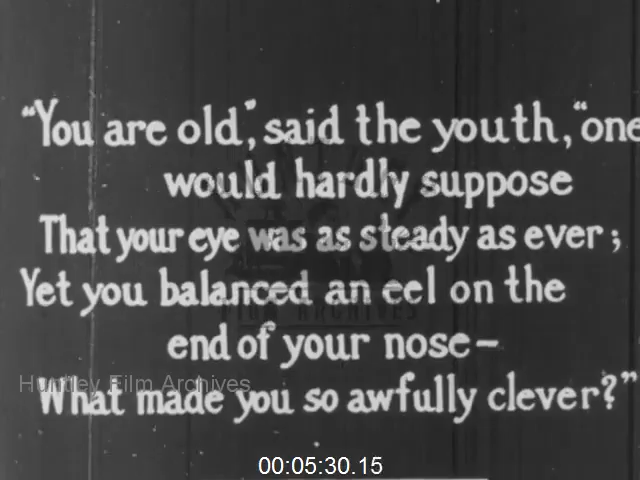 “You are old”, said the youth, “one
would hardly suppose
That your eye was as steady as ever;
Yet you balanced an eel on the
end of your nose—
What made you so awfully clever?”
FILM ARCHIVES
Huntley Film Archives
00:05:30.15